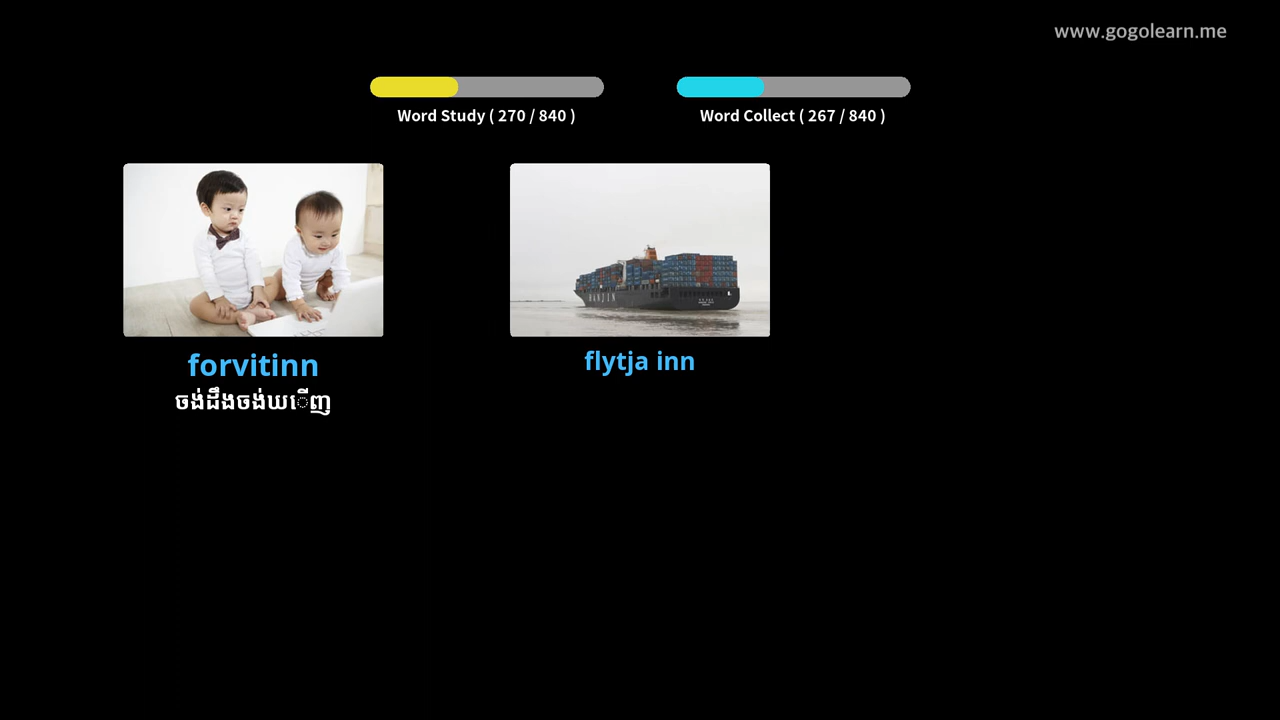 www.gogolearn.me
Word Study ( 270 / 840 )
Word Collect ( 267 / 840 )
HANJIN
forvitinn
flytja inn
ចង់ដឹងចង់ឃើញ